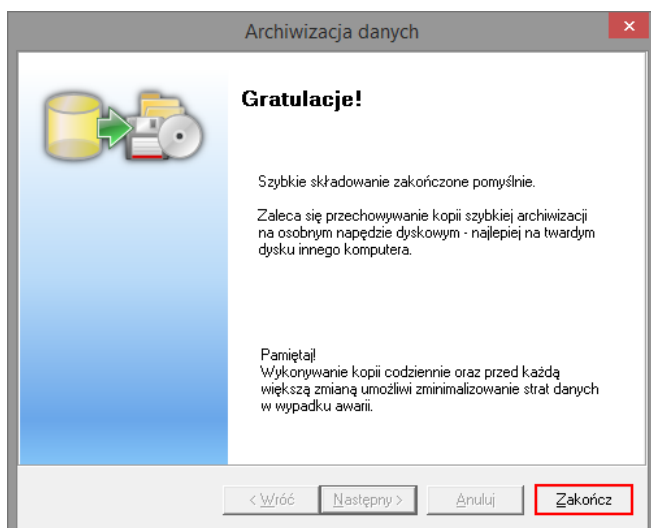 Archiwizacja danych
×
Gratulacje!
Szybkie składowanie zakończone pomyślnie.
Zaleca się przechowywanie kopii szybkiej archiwizacji
na osobnym napędzie dyskowym - najlepiej na twardym
dysku innego komputera.
Pamiętaj!
Wykonywanie kopii codziennie oraz przed każdą
większą zmianą umożliwi zminimalizowanie strat danych
w wypadku awarii.
< Wróć Następny > Anuluj Zakończ